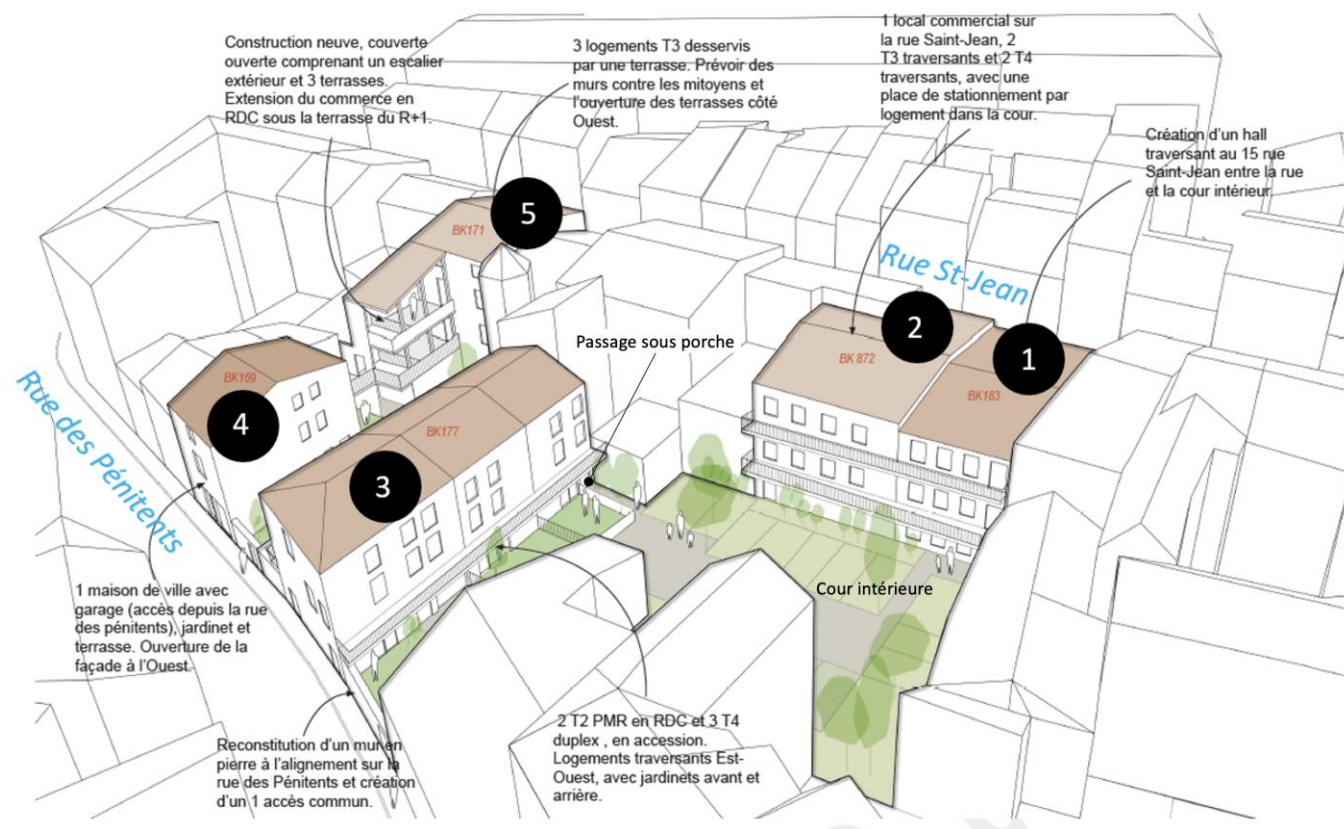 Construction neuve, couverte
ouverte comprenant un escalier
extérieur et 3 terrasses.
Extension du commerce en
RDC sous la terrasse du R+1.
3 logements T3 desservis
par une terrasse. Prévoir des
murs contre les mitoyens et
l'ouverture des terrasses côté
Ouest.
1 local commercial sur
la rue Saint-Jean, 2
T3 traversants et 2 T4
traversants, avec une
place de stationnement par
logement dans la cour.
Création d'un hall
traversant au 15 rue
Saint-Jean entre la rue
et la cour intérieur.
5
BK171
Rue St-Jean
2
BK 872
1
BK183
Passage sous porche
BK169
4
BK177
3
Rue des Pénitents
Cour intérieure
1 maison de ville avec
garage (accès depuis la rue
des pénitents), jardinet et
terrasse. Ouverture de la
façade à l'Ouest.
Reconstitution d'un mur en
pierre à l'alignement sur la
rue des Pénitents et création
d'un 1 accès commun.
2 T2 PMR en RDC et 3 T4
duplex , en accession.
Logements traversants Est-
Ouest, avec jardinets avant et
arrière.